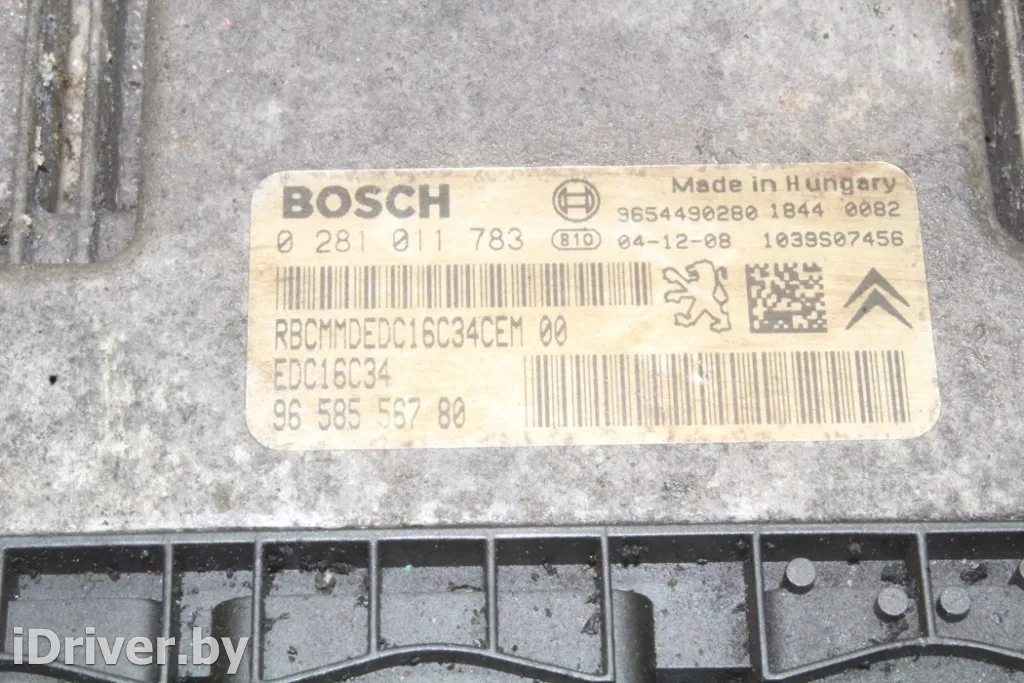 BOSCH
Made in Hungary
9654490280 1844 0082
0 281 011 783 810 04-12-08 1039S07456
RBCMMDEDC16C34CEM 00
EDC16C34
96 585 567 80
iDriver.by